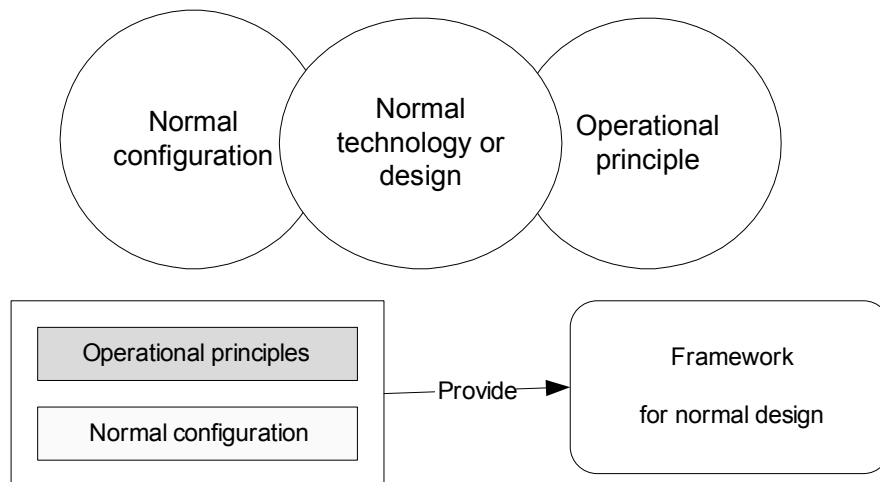 Normal
configuration
Normal
technology or
design
Operational
principle
Operational principles
Normal configuration
Provide
Framework
for normal design